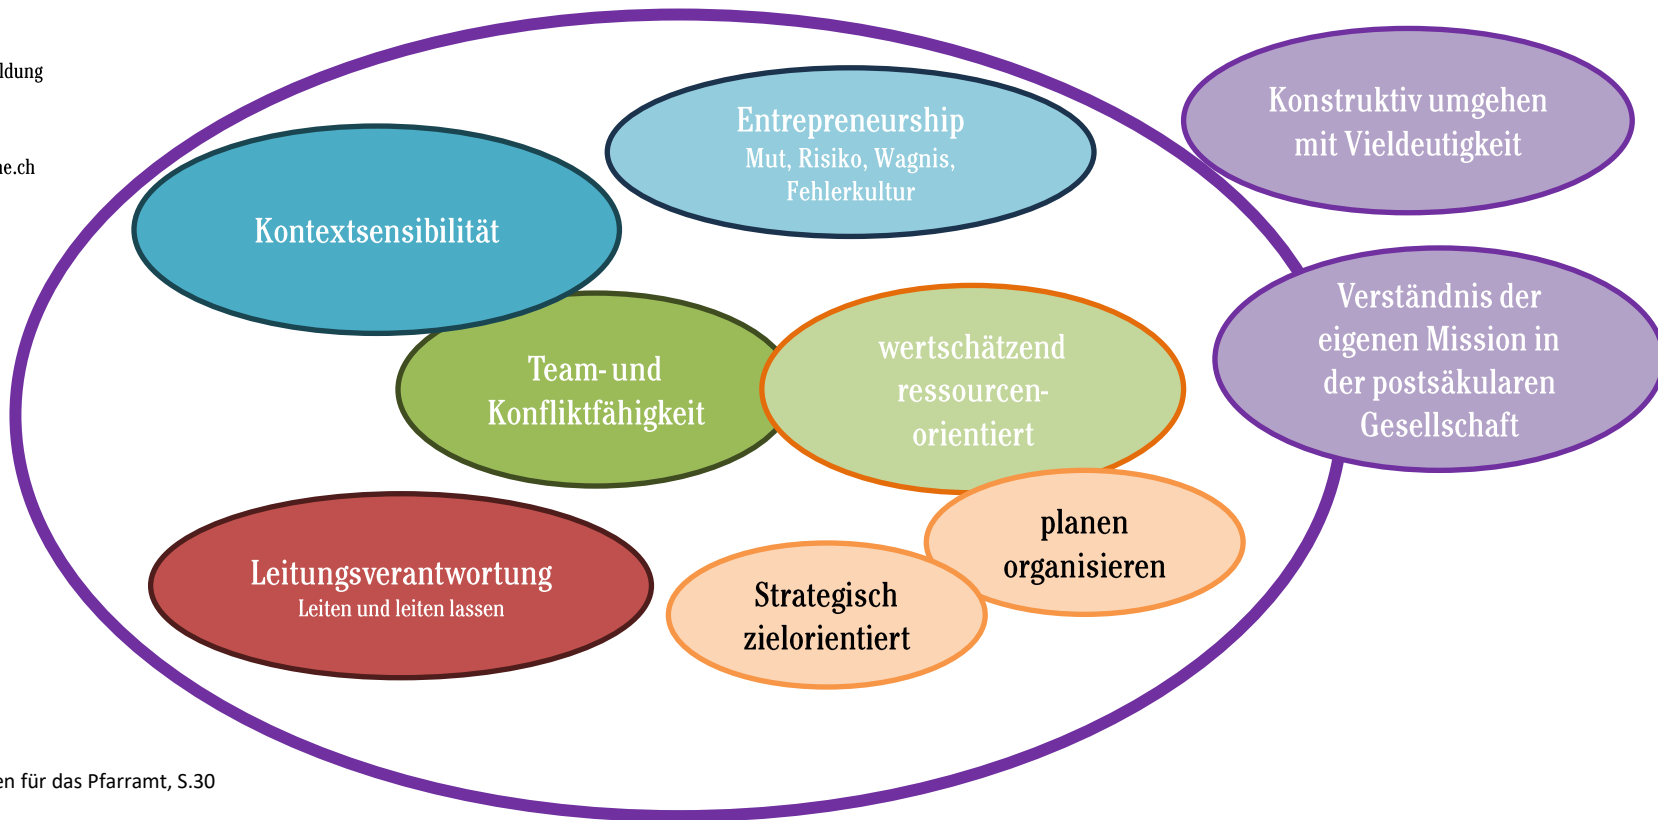 ldung
ne.ch
Konstruktiv umgehen
mit Vieldeutigkeit
Entrepreneurship
Mut, Risiko, Wagnis,
Fehlerkultur
Kontextsensibilität
Verständnis der
eigenen Mission in
der postsäkularen
Gesellschaft
Team- und
Konfliktfähigkeit
wertschätzend
ressourcen-
orientiert
planen
organisieren
Leitungsverantwortung
Leiten und leiten lassen
Strategisch
zielorientiert
en für das Pfarramt, S.30